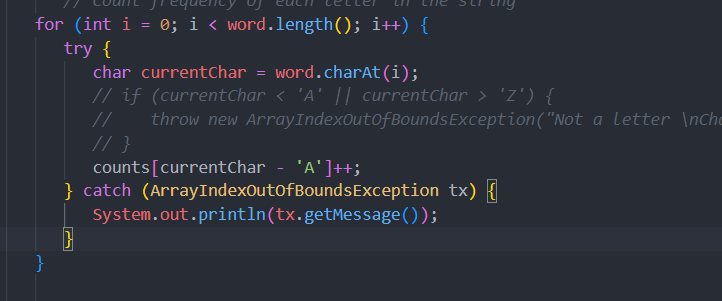 // Count frequency of each letter in the string
for (int i = 0; i < word.length(); i++) {
try {
char currentChar = word.charAt(i);
// if (currentChar < 'A' || currentChar > 'Z') {
// throw new ArrayIndexOutOfBoundsException("Not a letter \nCha
// }
counts[currentChar - 'A']++;
} catch (ArrayIndexOutOfBoundsException tx) {
System.out.println(tx.getMessage());
}
}